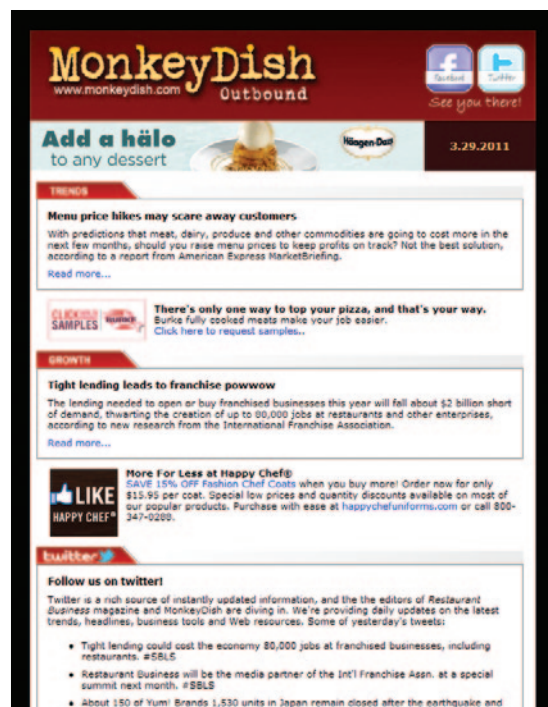 MonkeyDish
www.monkeydish.com
Outbound
Facebook
Twitter
See you there!
Add a hälo
to any dessert
Häagen-Dazs
3.29.2011
TRENDS
Menu price hikes may scare away customers
With predictions that meat, dairy, produce and other commodities are going to cost more in the
next few months, should you raise menu prices to keep profits on track? Not the best solution,
according to a report from American Express MarketBriefing.
Read more...
CLICK
SAMPLES
There's only one way to top your pizza, and that's your way.
Burke fully cooked meats make your job easier.
Click here to request samples..
GROWTH
Tight lending leads to franchise powwow
The lending needed to open or buy franchised businesses this year will fall about $2 billion short
of demand, thwarting the creation of up to 80,000 jobs at restaurants and other enterprises,
according to new research from the International Franchise Association.
Read more...
LIKE
HAPPY CHEF®
More For Less at Happy Chef®
SAVE 15% OFF Fashion Chef Coats when you buy more! Order now for only
$15.95 per coat. Special low prices and quantity discounts available on most of
our popular products. Purchase with ease at happychefuniforms.com or call 800-
347-0288.
twitter
Follow us on twitter!
Twitter is a rich source of instantly updated information, and the the editors of Restaurant
Business magazine and MonkeyDish are diving in. We're providing daily updates on the latest
trends, headlines, business tools and Web resources. Some of yesterday's tweets:
• Tight lending could cost the economy 80,000 jobs at franchised businesses, including
restaurants. #SBLS
• Restaurant Business will be the media partner of the Int'l Franchise Assn. at a special
summit next month. #SBLS
• About 150 of Yum! Brands 1,530 units in Japan remain closed after the earthquake and